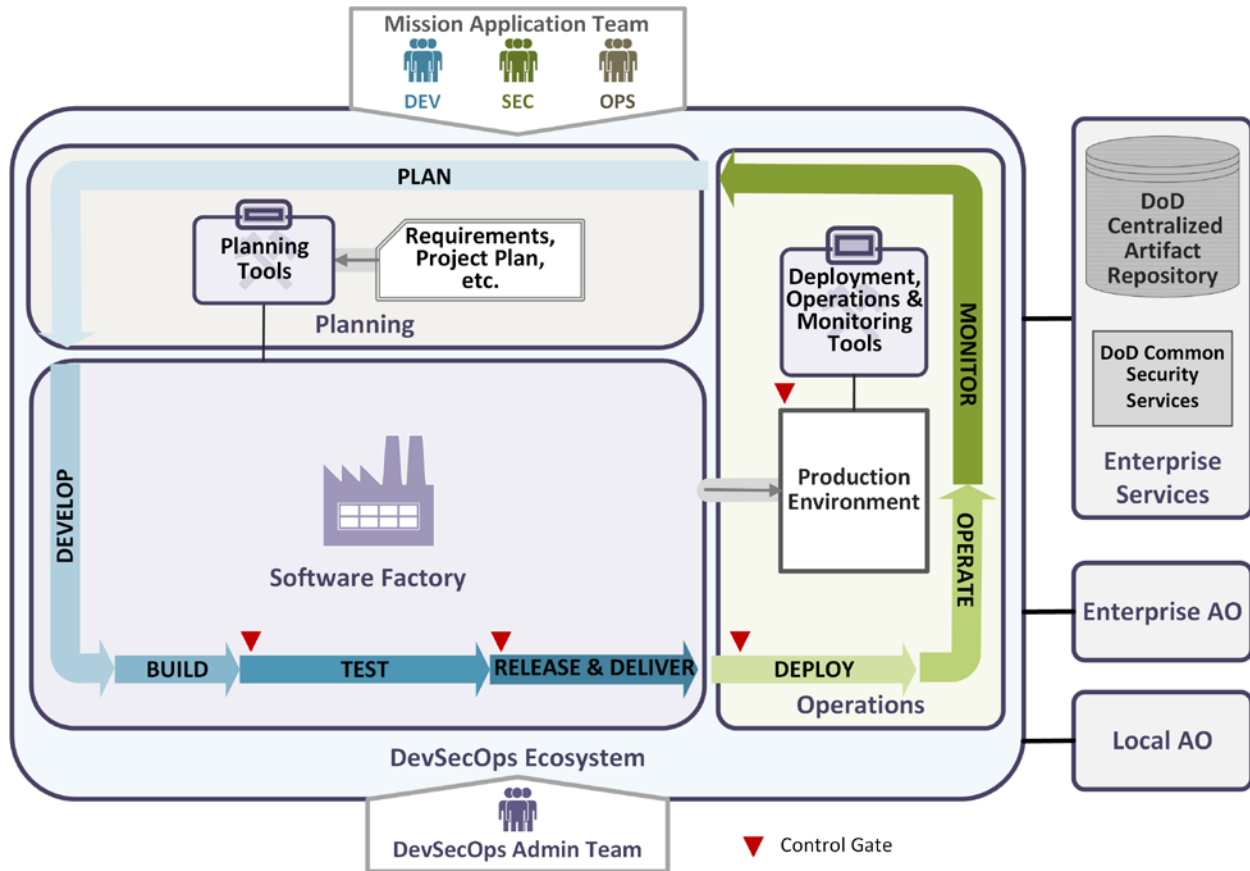 Mission Application Team
DEV
SEC
OPS
PLAN
Planning
Tools
Requirements,
Project Plan,
etc.
Planning
DEVELOP
Software Factory
BUILD
TEST
RELEASE & DELIVER
Deployment,
Operations &
Monitoring
Tools
Production
Environment
MONITOR
OPERATE
DEPLOY
Operations
DevSecOps Ecosystem
DevSecOps Admin Team
Control Gate
DoD
Centralized
Artifact
Repository
DoD Common
Security
Services
Enterprise
Services
Enterprise AO
Local AO